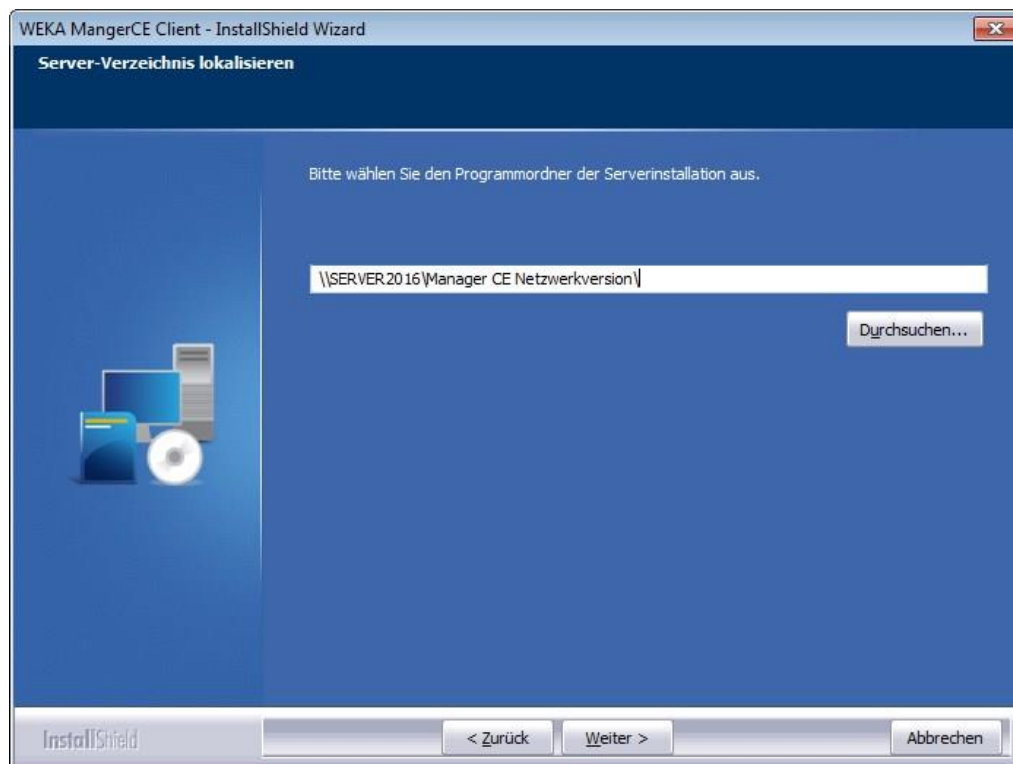 WEKA MangerCE Client - InstallShield Wizard
Server-Verzeichnis lokalisieren
Bitte wählen Sie den Programmordner der Serverinstallation aus.
\\SERVER2016\Manager CE Netzwerkversion\
Durchsuchen...
InstallShield
< Zurück
Weiter >
Abbrechen